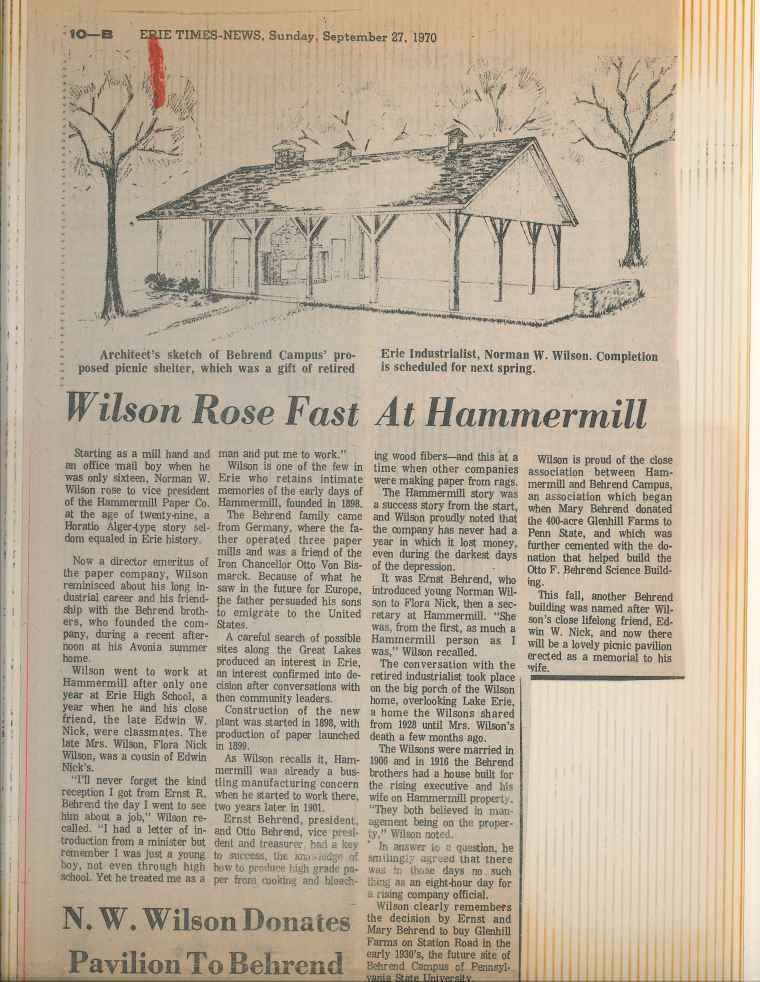 10—B ERIE TIMES-NEWS, Sunday, September 27, 1970
Architect's sketch of Behrend Campus' pro-
posed picnic shelter, which was a gift of retired
Erie Industrialist, Norman W. Wilson. Completion
is scheduled for next spring.
Wilson Rose Fast At Hammermill
Starting as a mill hand and
an office mail boy when he
was only sixteen, Norman W.
Wilson rose to vice president
of the Hammermill Paper Co.
at the age of twenty-nine, a
Horatio Alger-type story sel-
dom equaled in Erie history.
Now a director emeritus of
the paper company, Wilson
reminisced about his long in-
dustrial career and his friend-
ship with the Behrend broth-
ers, who founded the com-
pany, during a recent after-
noon at his Avonia summer
home.
Wilson went to work at
Hammermill after only one
year at Erie High School, a
year when he and his close
friend, the late Edwin W.
Nick, were classmates. The
late Mrs. Wilson, Flora Nick
Wilson, was a cousin of Edwin
Nick's.
"I'll never forget the kind
reception I got from Ernst R.
Behrend the day I went to see
him about a job," Wilson re-
called. "I had a letter of in-
troduction from a minister but
remember I was just a young
boy, not even through high
school. Yet he treated me as a
man and put me to work."
Wilson is one of the few in
Erie who retains intimate
memories of the early days of
Hammermill, founded in 1898.
The Behrend family came
from Germany, where the fa-
ther operated three paper
mills and was a friend of the
Iron Chancellor Otto Von Bis-
marck. Because of what he
saw in the future for Europe,
the father persuaded his sons
to emigrate to the United
States.
A careful search of possible
sites along the Great Lakes
produced an interest in Erie,
an interest confirmed into de-
cision after conversations with
then community leaders.
Construction of the new
plant was started in 1898, with
production of paper launched
in 1899.
As Wilson recalls it, Ham-
mermill was already a bus-
tling manufacturing concern
when he started to work there,
two years later in 1901.
Ernst Behrend, president,
and Otto Behrend, vice presi-
dent and treasurer, had a key
to success, the knowledge of
how to produce high grade pa-
per from cooking and bleach-
ing wood fibers—and this at a
time when other companies
were making paper from rags.
The Hammermill story was
a success story from the start,
and Wilson proudly noted that
the company has never had a
year in which it lost money,
even during the darkest days
of the depression.
It was Ernst Behrend, who
introduced young Norman Wil-
son to Flora Nick, then a sec-
retary at Hammermill. "She
was, from the first, as much a
Hammermill person as I
was," Wilson recalled.
The conversation with the
retired industrialist took place
on the big porch of the Wilson
home, overlooking Lake Erie,
a home the Wilsons shared
from 1928 until Mrs. Wilson's
death a few months ago.
The Wilsons were married in
1906 and in 1916 the Behrend
brothers had a house built for
the rising executive and his
wife on Hammermill property.
"They both believed in man-
agement being on the proper-
ty," Wilson noted.
In answer to a question, he
smilingly agreed that there
was in those days no such
thing as an eight-hour day for
a rising company official.
Wilson clearly remembers
the decision by Ernst and
Mary Behrend to buy Glenhill
Farms on Station Road in the
early 1930's, the future site of
Behrend Campus of Pennsyl-
vania State University.
Wilson is proud of the close
association between Ham-
mermill and Behrend Campus,
an association which began
when Mary Behrend donated
the 400-acre Glenhill Farms to
Penn State, and which was
further cemented with the do-
nation that helped build the
Otto F. Behrend Science Build-
ing.
This fall, another Behrend
building was named after Wil-
son's close lifelong friend, Ed-
win W. Nick, and now there
will be a lovely picnic pavilion
erected as a memorial to his
wife.
N. W. Wilson Donates
Pavilion To Behrend